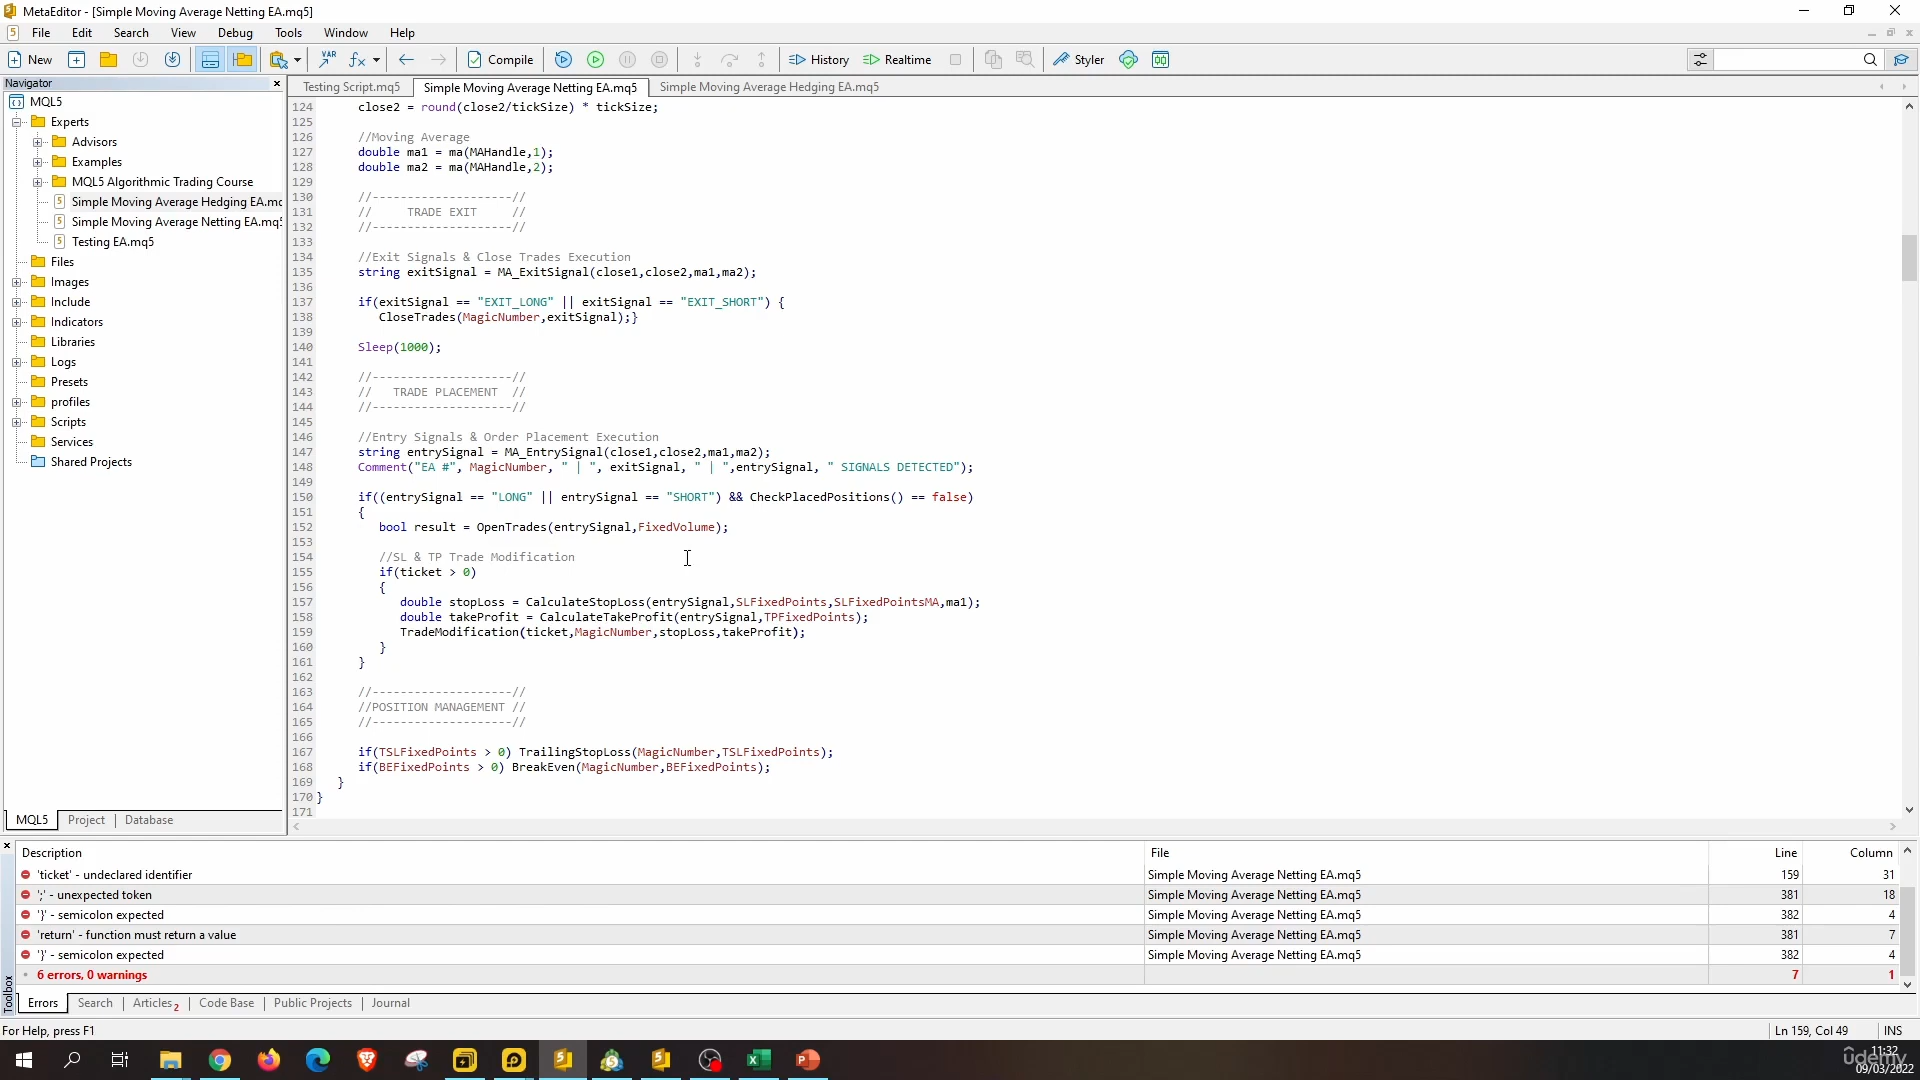 MetaEditor - [Simple Moving Average Netting EA.mq5]
File Edit Search View Debug Tools Window Help
New VAR Compile History Realtime Styler
Navigator
MQL5
Experts
Advisors
Examples
MQL5 Algorithmic Trading Course
Simple Moving Average Hedging EA.mq
Simple Moving Average Netting EA.mq5
Testing EA.mq5
Files
Images
Include
Indicators
Libraries
Logs
Presets
profiles
Scripts
Services
Shared Projects
MQL5 Project Database
Testing Script.mq5 Simple Moving Average Netting EA.mq5 Simple Moving Average Hedging EA.mq5
124 close2 = round(close2/tickSize) * tickSize;
125
126 //Moving Average
127 double ma1 = ma(MAHandle,1);
128 double ma2 = ma(MAHandle,2);
129
130 //--------------------//
131 // TRADE EXIT //
132 //--------------------//
133
134 //Exit Signals & Close Trades Execution
135 string exitSignal = MA_ExitSignal(close1,close2,ma1,ma2);
136
137 if(exitSignal == "EXIT_LONG" || exitSignal == "EXIT_SHORT") {
138 CloseTrades(MagicNumber,exitSignal);}
139
140 Sleep(1000);
141
142 //--------------------//
143 // TRADE PLACEMENT //
144 //--------------------//
145
146 //Entry Signals & Order Placement Execution
147 string entrySignal = MA_EntrySignal(close1,close2,ma1,ma2);
148 Comment("EA #", MagicNumber, " | ", exitSignal, " | ",entrySignal, " SIGNALS DETECTED");
149
150 if((entrySignal == "LONG" || entrySignal == "SHORT") && CheckPlacedPositions() == false)
151 {
152 bool result = OpenTrades(entrySignal,FixedVolume);
153
154 //SL & TP Trade Modification
155 if(ticket > 0)
156 {
157 double stopLoss = CalculateStopLoss(entrySignal,SLFixedPoints,SLFixedPointsMA,ma1);
158 double takeProfit = CalculateTakeProfit(entrySignal,TPFixedPoints);
159 TradeModification(ticket,MagicNumber,stopLoss,takeProfit);
160 }
161 }
162
163 //--------------------//
164 //POSITION MANAGEMENT //
165 //--------------------//
166
167 if(TSLFixedPoints > 0) TrailingStopLoss(MagicNumber,TSLFixedPoints);
168 if(BEFixedPoints > 0) BreakEven(MagicNumber,BEFixedPoints);
169 }
170 }
171
Description File Line Column
'ticket' - undeclared identifier Simple Moving Average Netting EA.mq5 159 31
';' - unexpected token Simple Moving Average Netting EA.mq5 381 18
'}' - semicolon expected Simple Moving Average Netting EA.mq5 382 4
'return' - function must return a value Simple Moving Average Netting EA.mq5 381 7
'}' - semicolon expected Simple Moving Average Netting EA.mq5 382 4
6 errors, 0 warnings 7 1
Toolbox
Errors Search Articles 2 Code Base Public Projects Journal
For Help, press F1 Ln 159, Col 49 INS
11:32
09/03/2022
ûdemy